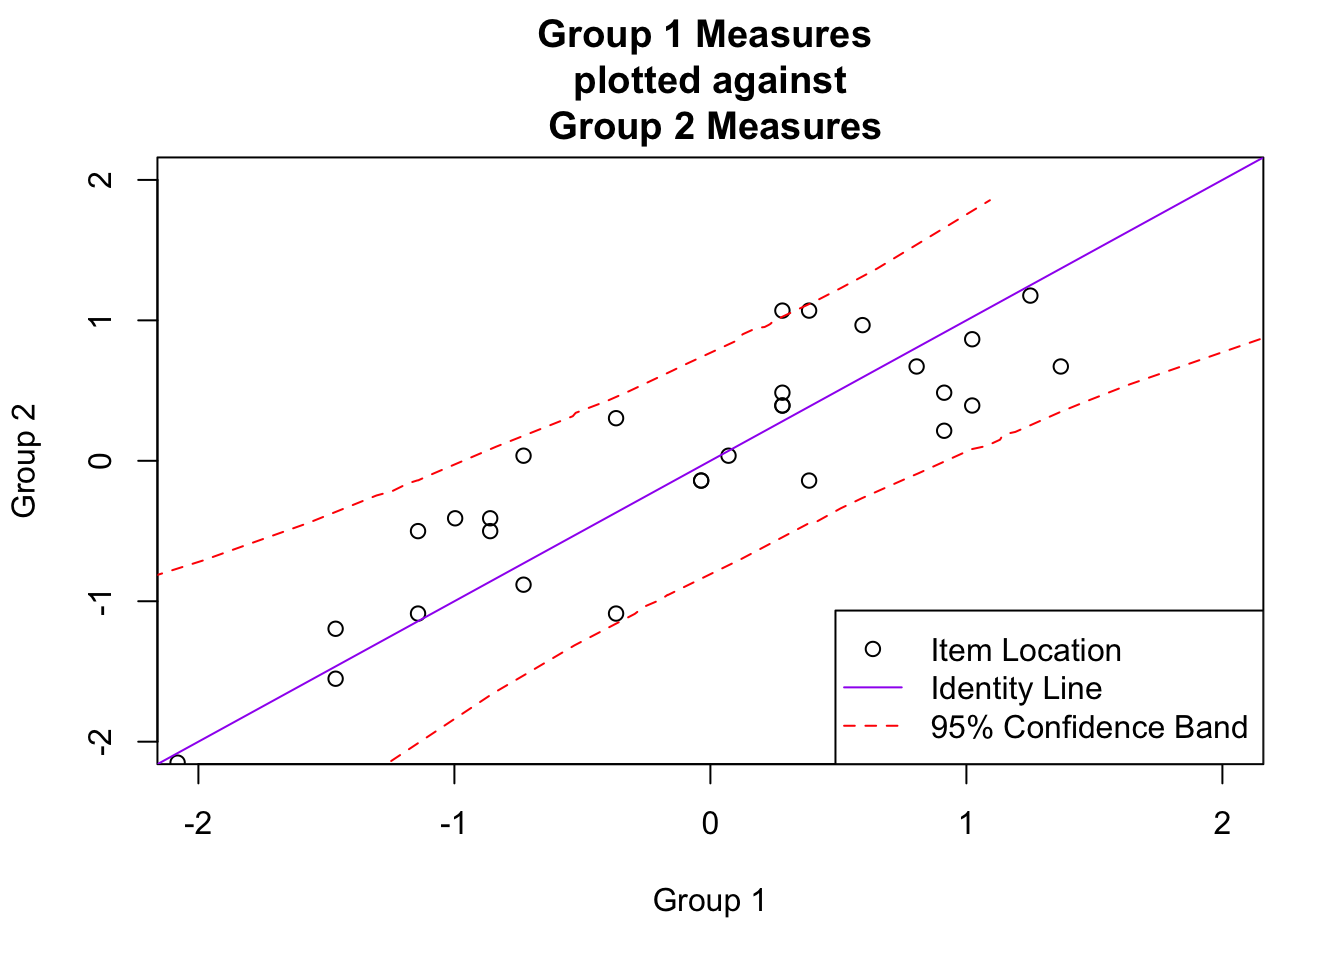 Group 1 Measures
plotted against
Group 2 Measures
2
1
0
-1
-2
Group 2
-2
-1
0
1
2
Group 1
Item Location
Identity Line
95% Confidence Band